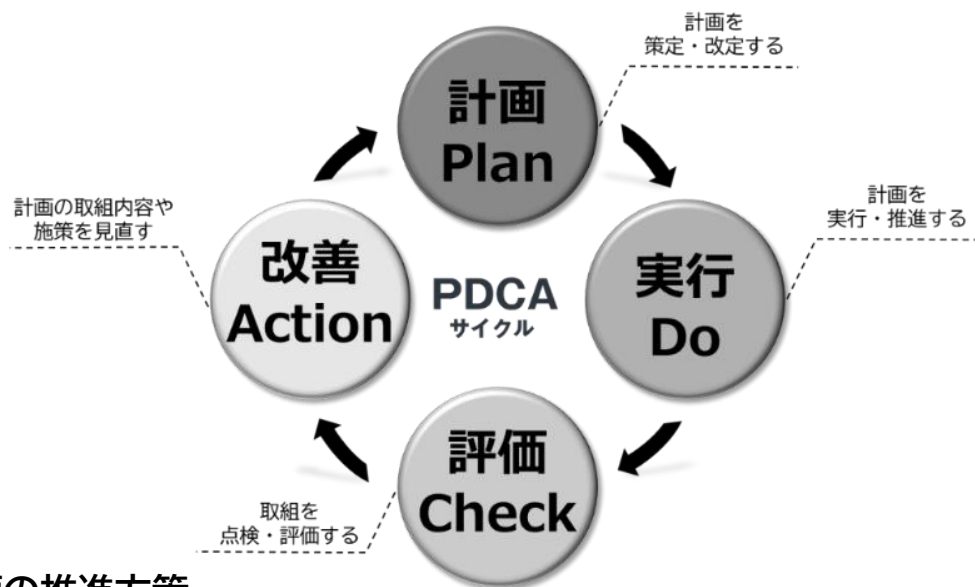 計画を
策定・改定する
計画
Plan
計画を
実行・推進する
実行
Do
計画の取組内容や
施策を見直す
改善
Action
PDCA
サイクル
評価
Check
取組を
点検・評価する
の推進方策